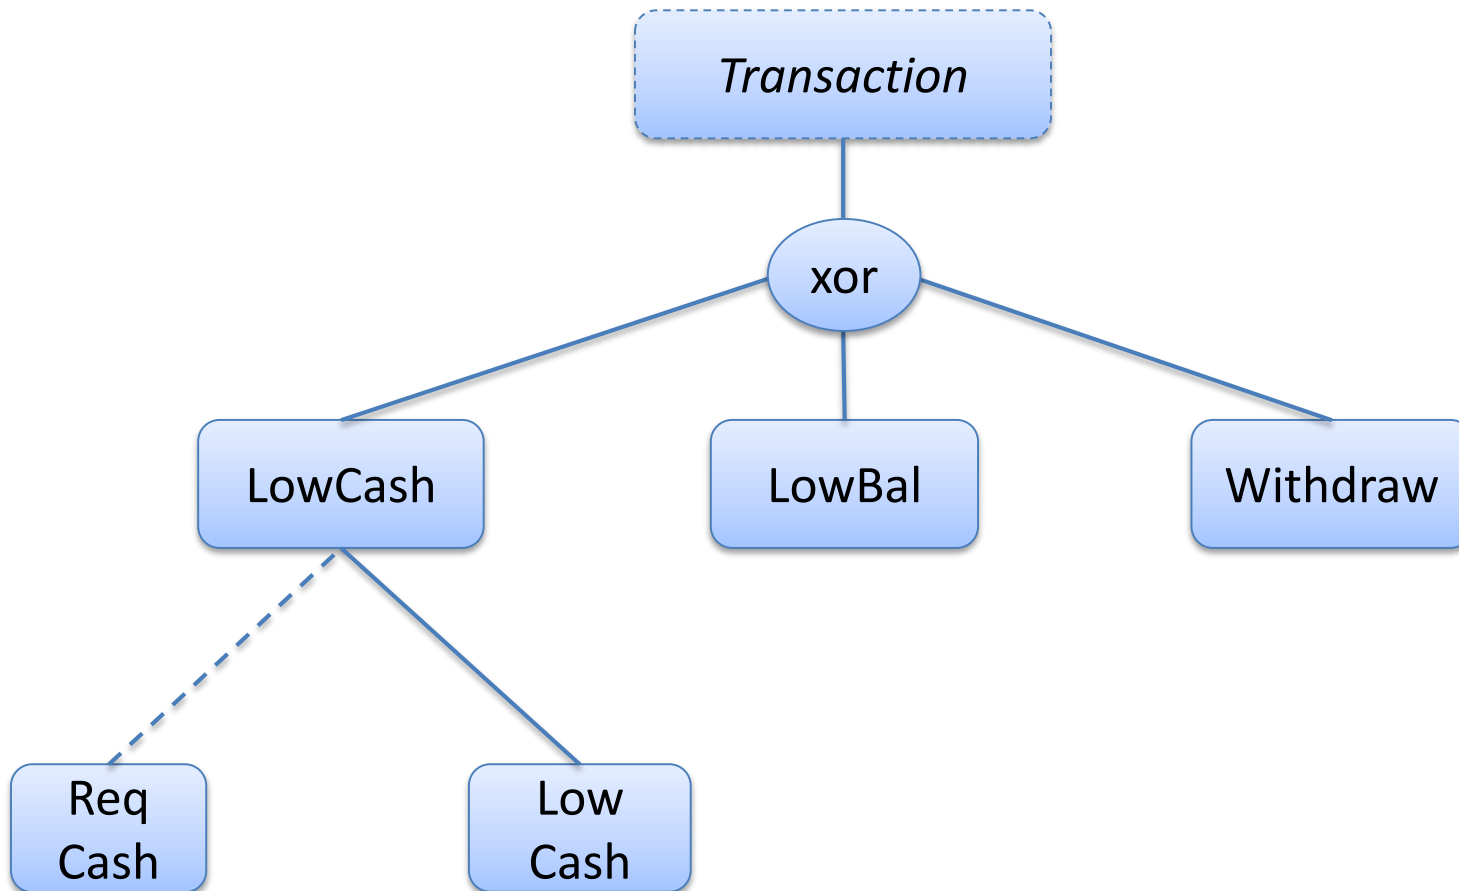 Transaction
xor
LowCash
LowBal
Withdraw
Req
Cash
Low
Cash